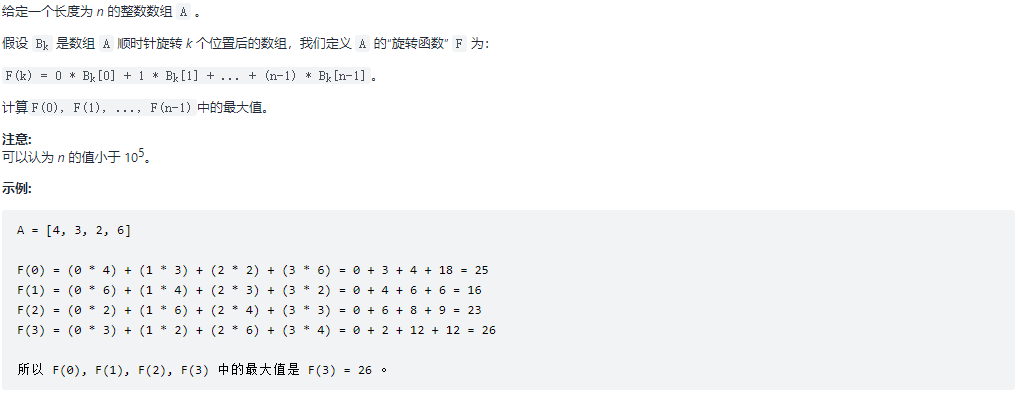 给定一个长度为 n 的整数数组 A 。
假设 Bk 是数组 A 顺时针旋转 k 个位置后的数组，我们定义 A 的“旋转函数” F 为：
F(k) = 0 * Bk[0] + 1 * Bk[1] + ... + (n-1) * Bk[n-1]。
计算F(0), F(1), ..., F(n-1)中的最大值。
注意:
可以认为 n 的值小于 10⁵。
示例:
A = [4, 3, 2, 6]
F(0) = (0 * 4) + (1 * 3) + (2 * 2) + (3 * 6) = 0 + 3 + 4 + 18 = 25
F(1) = (0 * 6) + (1 * 4) + (2 * 3) + (3 * 2) = 0 + 4 + 6 + 6 = 16
F(2) = (0 * 2) + (1 * 6) + (2 * 4) + (3 * 3) = 0 + 6 + 8 + 9 = 23
F(3) = (0 * 3) + (1 * 2) + (2 * 6) + (3 * 4) = 0 + 2 + 12 + 12 = 26
所以 F(0), F(1), F(2), F(3) 中的最大值是 F(3) = 26 。